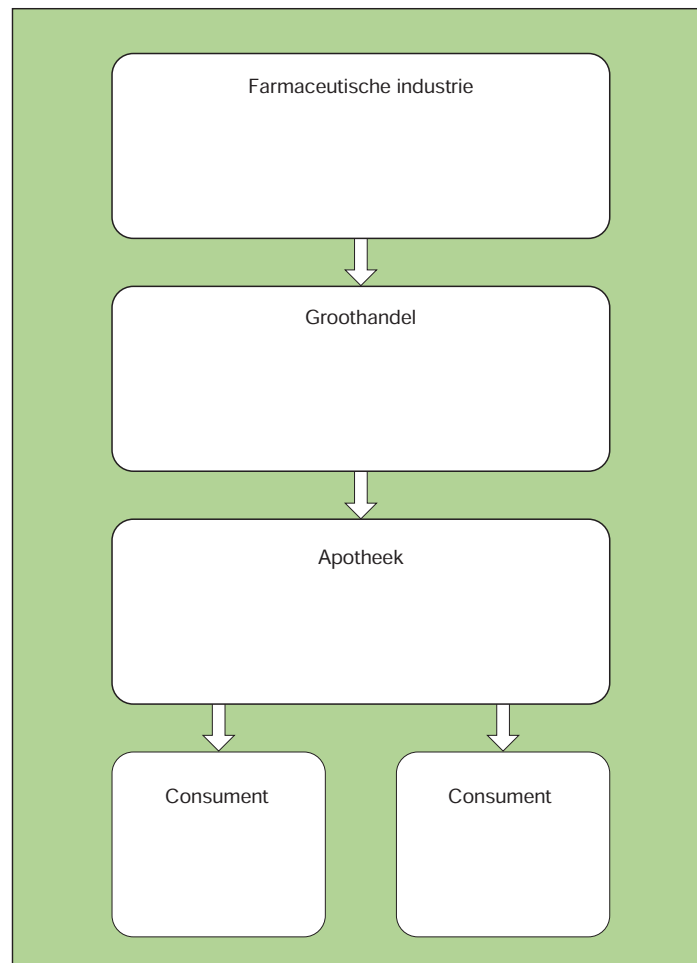 Farmaceutische industrie
Groothandel
Apotheek
Consument
Consument